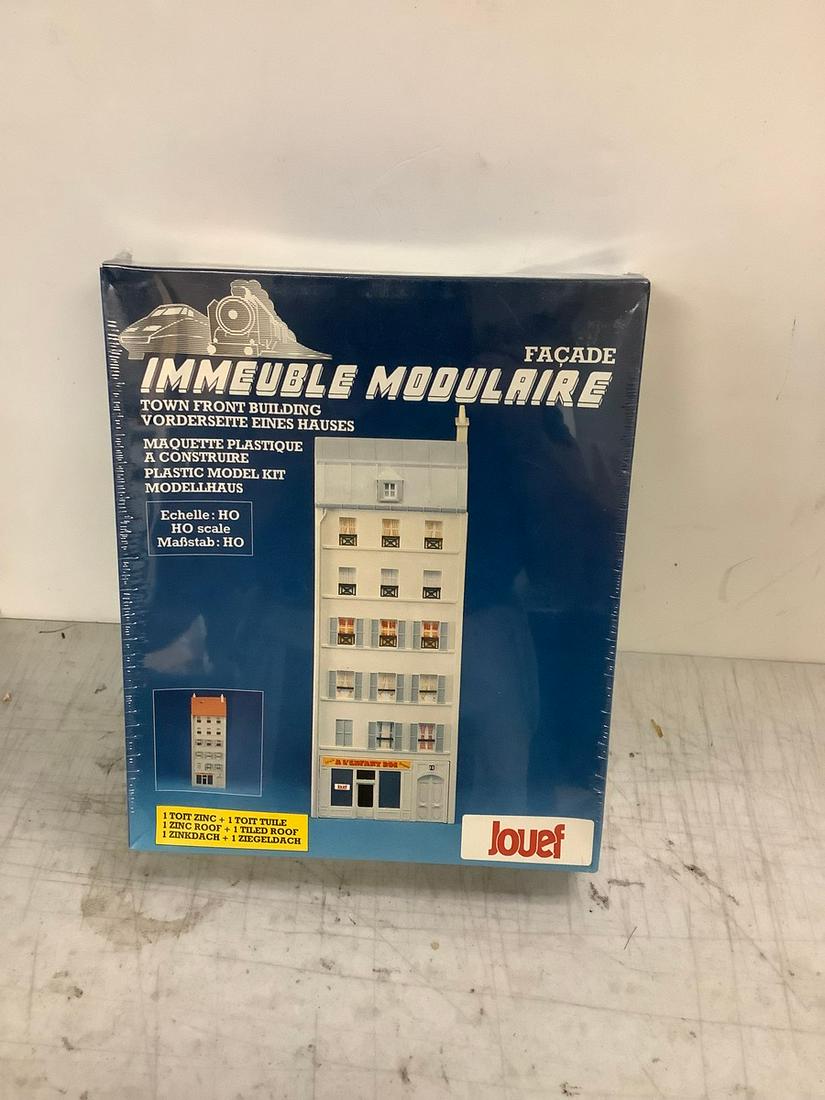 FAÇADE
IMMEUBLE MODULAIRE
TOWN FRONT BUILDING
VORDERSEITE EINES HAUSES
MAQUETTE PLASTIQUE
A CONSTRUIRE
PLASTIC MODEL KIT
MODELLHAUS
Echelle: HO
HO scale
Maßstab: HO
A L'ENFANT ROI
1 TOIT ZINC + 1 TOIT TUILE
1 ZINC ROOF + 1 TILED ROOF
1 ZINKDACH + 1 ZIEGELDACH
Jouef